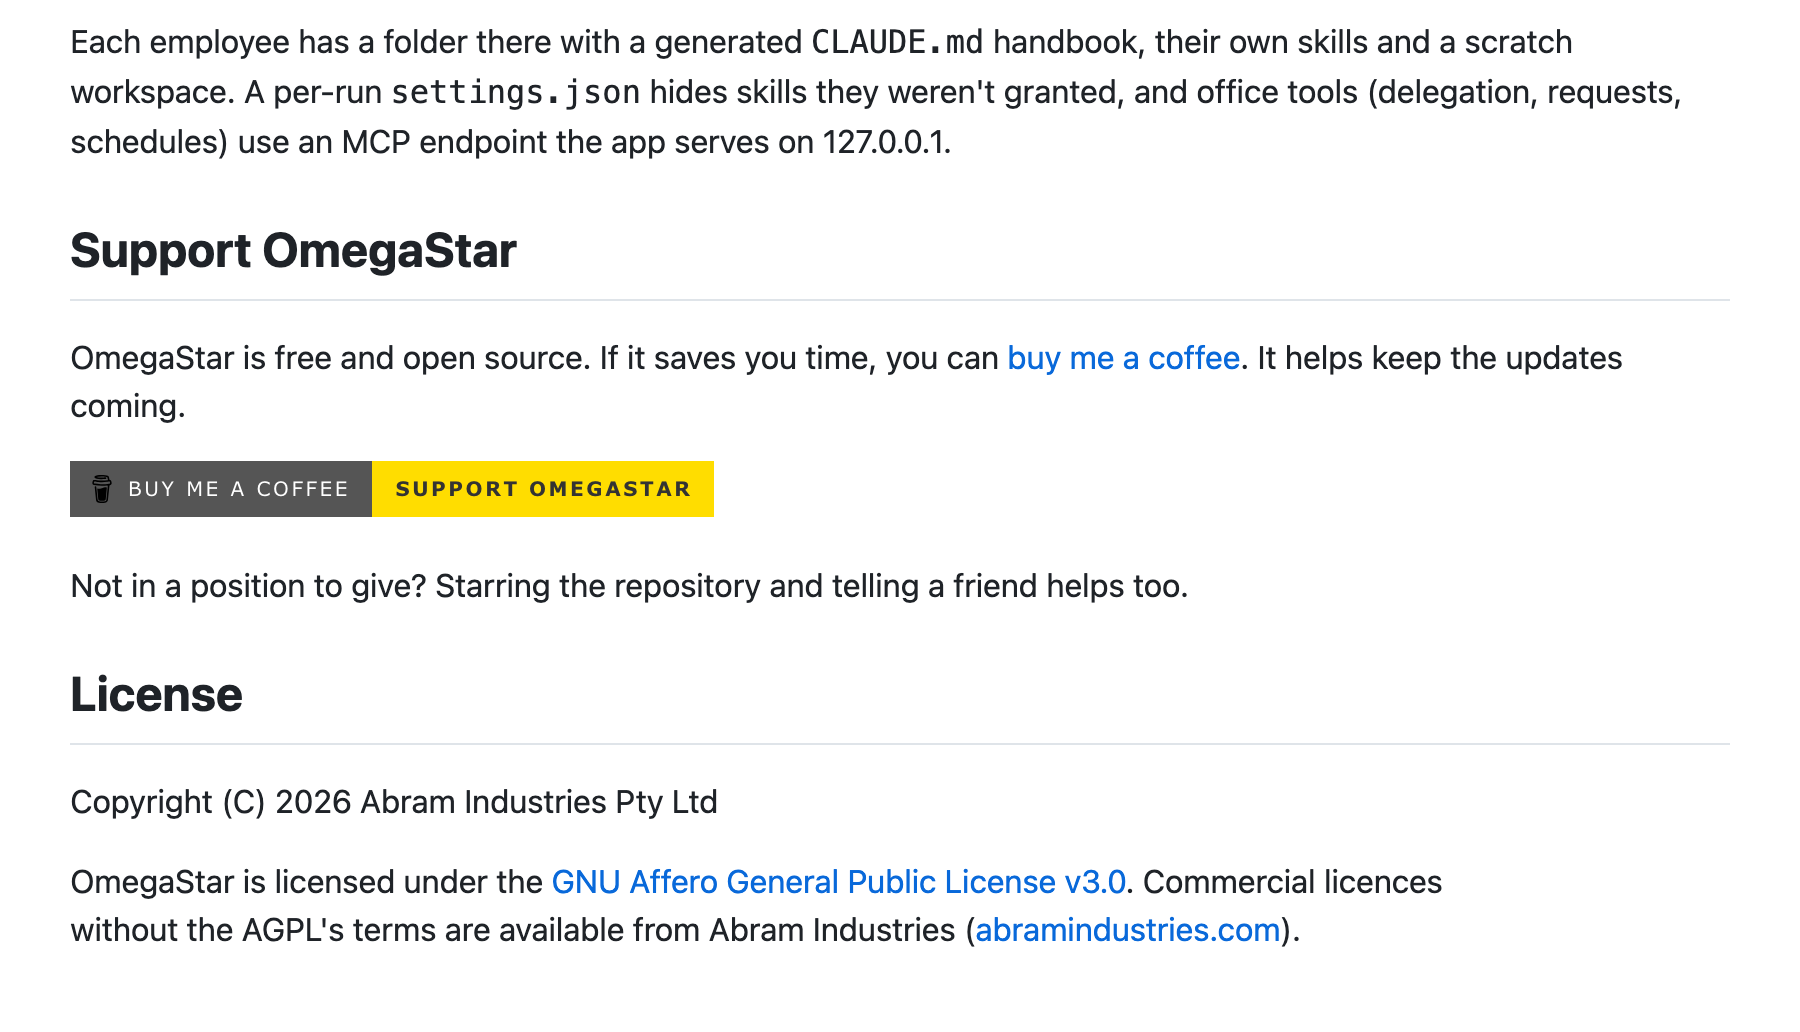 Each employee has a folder there with a generated CLAUDE.md handbook, their own skills and a scratch
workspace. A per-run settings.json hides skills they weren't granted, and office tools (delegation, requests,
schedules) use an MCP endpoint the app serves on 127.0.0.1.
Support OmegaStar
OmegaStar is free and open source. If it saves you time, you can buy me a coffee. It helps keep the updates
coming.
BUY ME A COFFEE SUPPORT OMEGASTAR
Not in a position to give? Starring the repository and telling a friend helps too.
License
Copyright (C) 2026 Abram Industries Pty Ltd
OmegaStar is licensed under the GNU Affero General Public License v3.0. Commercial licences
without the AGPL's terms are available from Abram Industries (abramindustries.com).